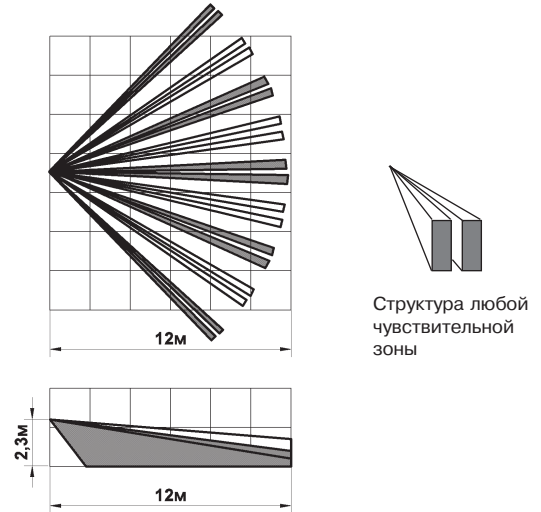 12м
Структура любой
чувствительной
зоны
2,3м
12м